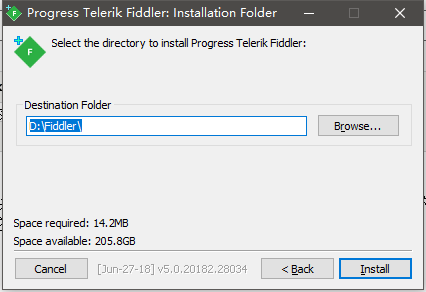 Progress Telerik Fiddler: Installation Folder
F
Select the directory to install Progress Telerik Fiddler:
Destination Folder
D:\Fiddler\
Browse...
Space required: 14.2MB
Space available: 205.8GB
Cancel
[Jun-27-18] v5.0.20182.28034
< Back
Install